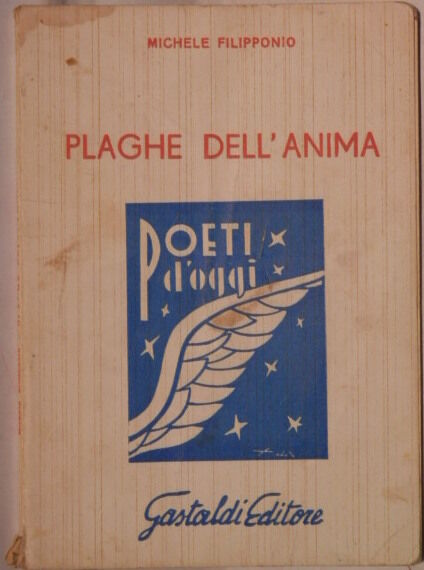 MICHELE FILIPPONIO
PLAGHE DELL'ANIMA
POETI
d'oggi
Gastaldi Editore